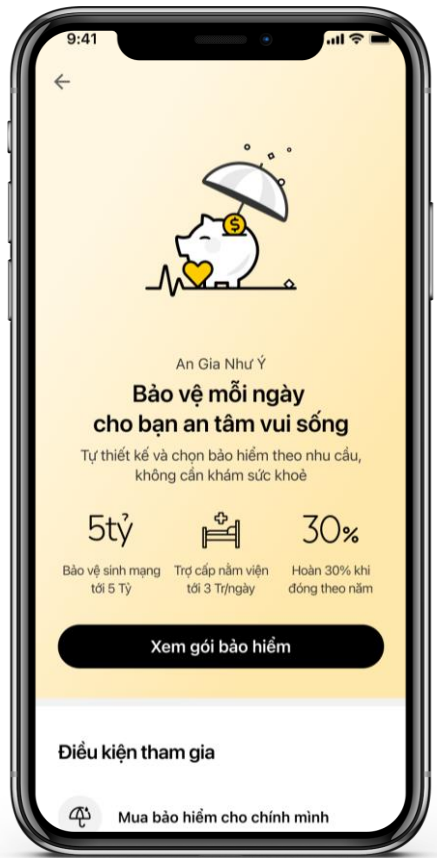 9:41
$
An Gia Như Ý
Bảo vệ mỗi ngày
cho bạn an tâm vui sống
Tự thiết kế và chọn bảo hiểm theo nhu cầu,
không cần khám sức khoẻ
5tỷ
30%
Bảo vệ sinh mạng
tới 5 Tỷ
Trợ cấp nằm viện
tới 3 Tr/ngày
Hoàn 30% khi
đóng theo năm
Xem gói bảo hiểm
Điều kiện tham gia
Mua bảo hiểm cho chính mình